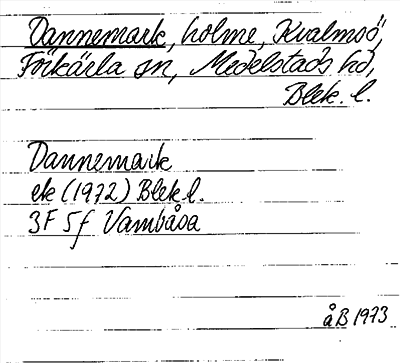 Dannemark, holme, Kvalmsö,
Förkärla sn, Medelstads hd,
Blek. l.
Dannemark
ek (1972) Blek l.
3F 5f Vambåsa
åB 1973